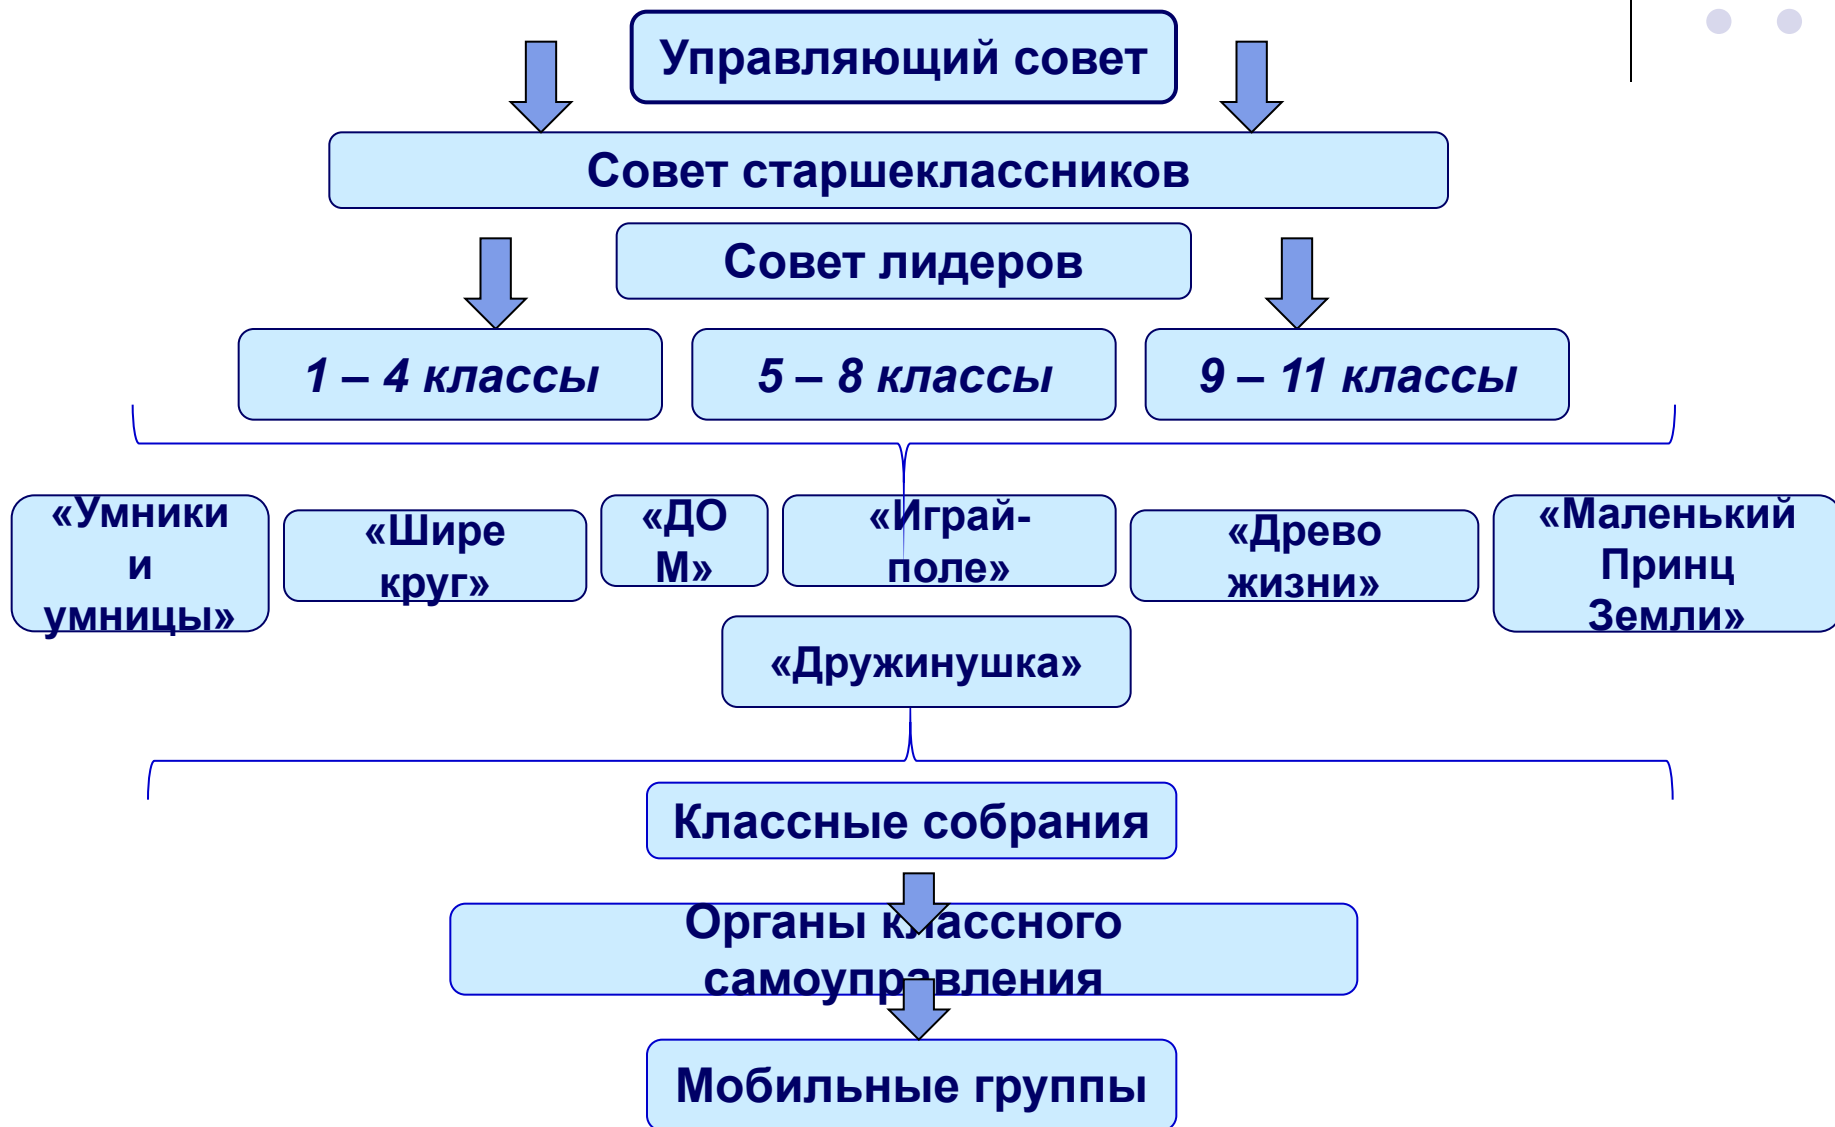 Управляющий совет
Совет старшеклассников
Совет лидеров
1 – 4 классы
5 – 8 классы
9 – 11 классы
«Умники
и
умницы»
«Шире
круг»
«ДО
М»
«Играй-
поле»
«Древо
жизни»
«Маленький
Принц
Земли»
«Дружинушка»
Классные собрания
Органы классного
самоуправления
Мобильные группы